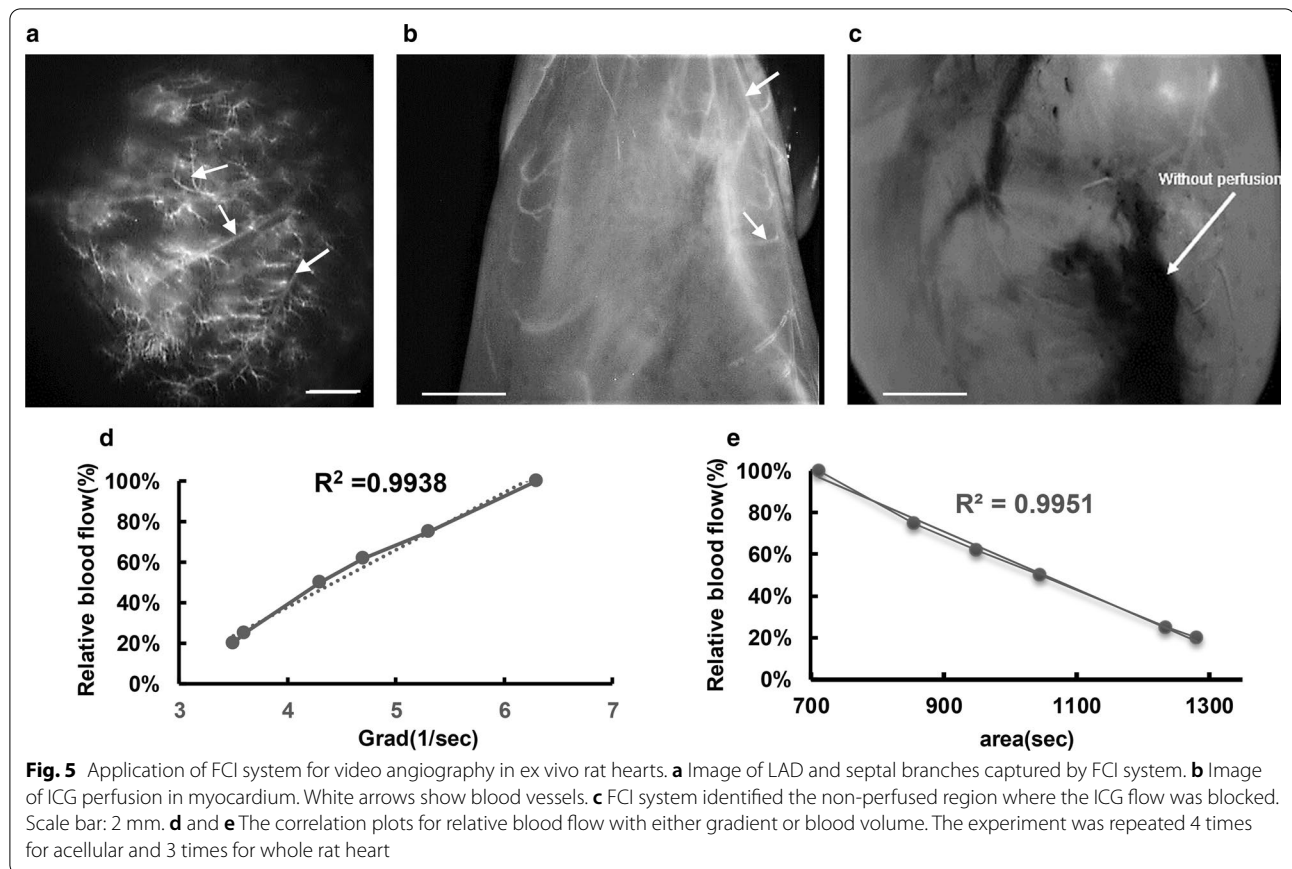 a
b
c
Without perfusion
d
R² =0.9938
Relative blood flow(%)
100%
80%
60%
40%
20%
0%
3
4
5
6
7
Grad(1/sec)
e
R² = 0.9951
Relative blood flow(%)
100%
80%
60%
40%
20%
0%
700
900
1100
1300
area(sec)
Fig. 5 Application of FCI system for video angiography in ex vivo rat hearts. a Image of LAD and septal branches captured by FCI system. b Image
of ICG perfusion in myocardium. White arrows show blood vessels. c FCI system identified the non-perfused region where the ICG flow was blocked.
Scale bar: 2 mm. d and e The correlation plots for relative blood flow with either gradient or blood volume. The experiment was repeated 4 times
for acellular and 3 times for whole rat heart